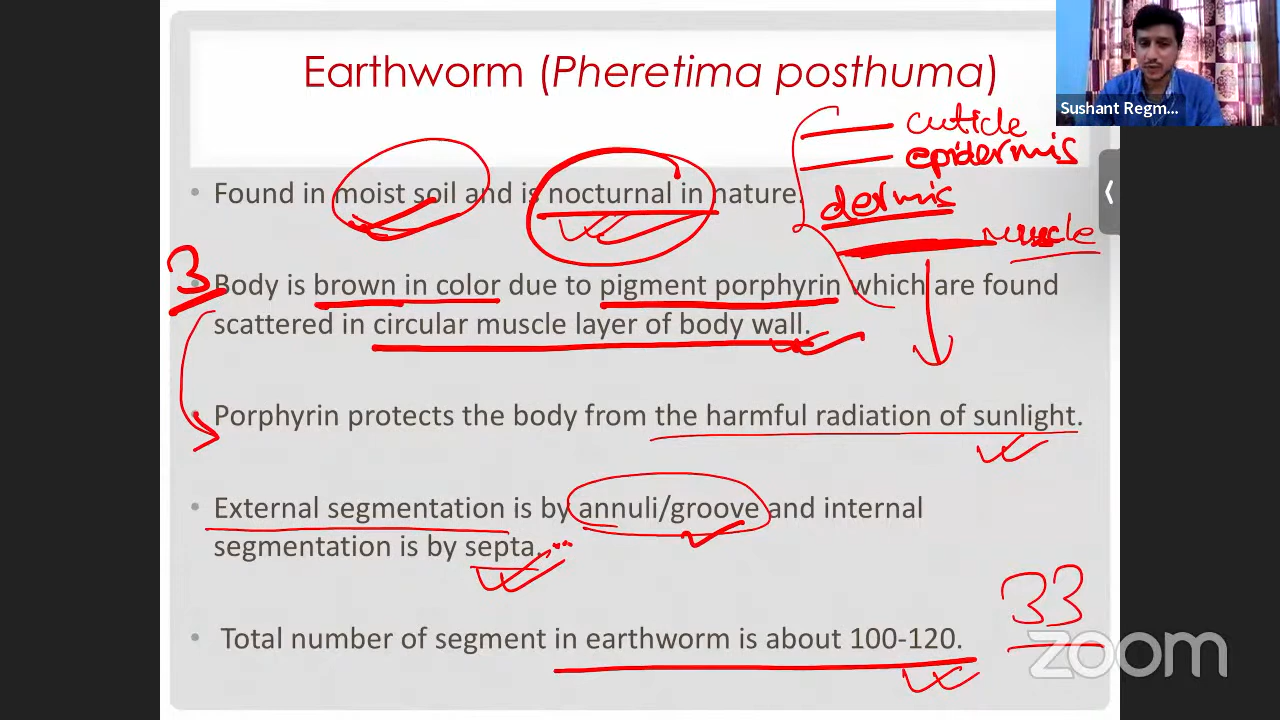 Earthworm (Pheretima posthuma)
Sushant Regm...
cuticle
epidermis
dermis
muscle
• Found in moist soil and is nocturnal in nature.
3
• Body is brown in color due to pigment porphyrin which are found
scattered in circular muscle layer of body wall.
• Porphyrin protects the body from the harmful radiation of sunlight.
• External segmentation is by annuli/groove and internal
segmentation is by septa.
33
• Total number of segment in earthworm is about 100-120.
zoom